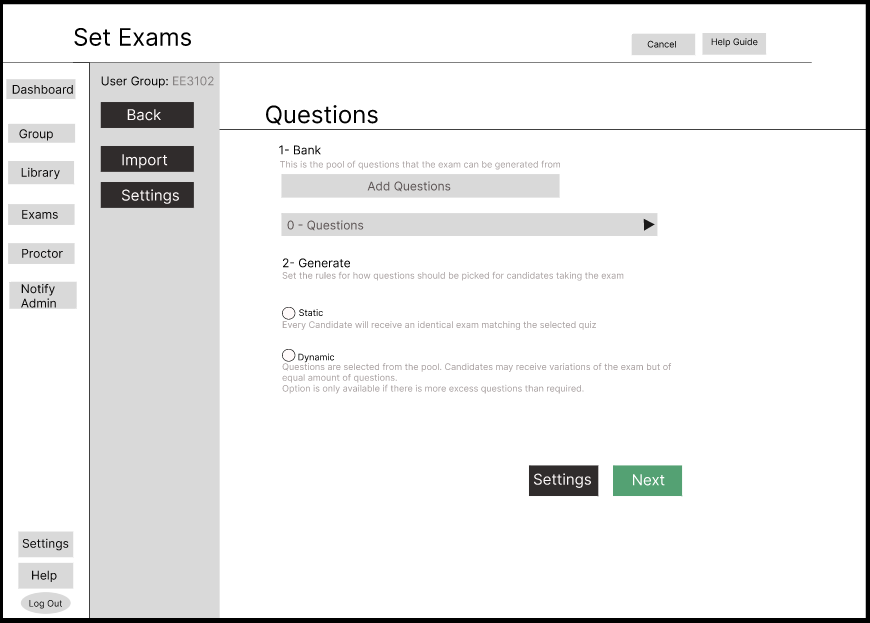 Set Exams
Cancel
Help Guide
Dashboard
Group
Library
Exams
Proctor
Notify
Admin
Settings
Help
Log Out
User Group: EE3102
Back
Import
Settings
Questions
1- Bank
This is the pool of questions that the exam can be generated from
Add Questions
0 - Questions
2- Generate
Set the rules for how questions should be picked for candidates taking the exam
Static
Every Candidate will receive an identical exam matching the selected quiz
Dynamic
Questions are selected from the pool. Candidates may receive variations of the exam but of
equal amount of questions.
Option is only available if there is more excess questions than required.
Settings
Next